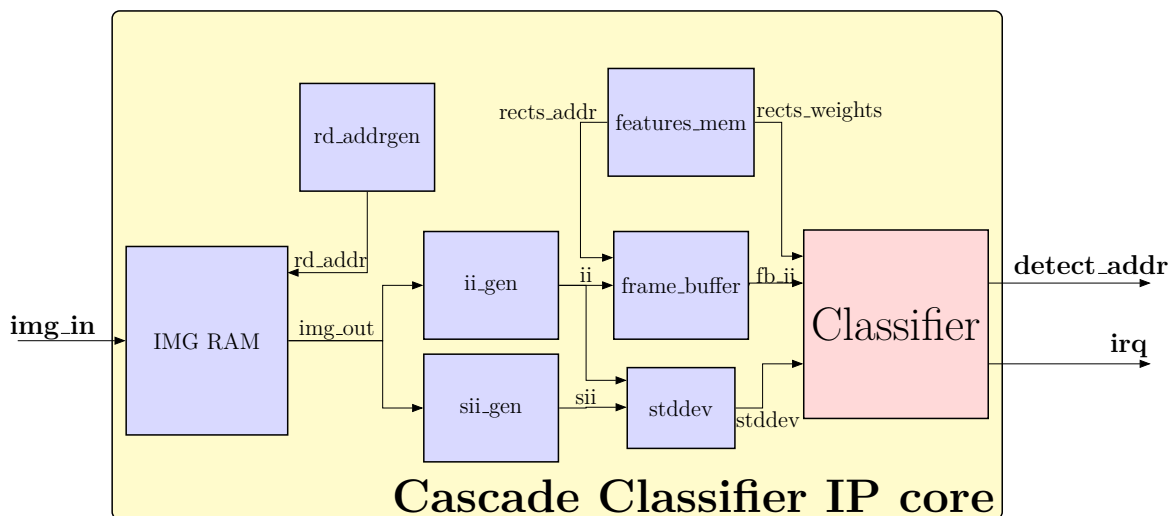 rects_addr
features_mem
rects_weights
rd_addrgen
rd_addr
ii_gen
ii
frame_buffer
fb_ii
detect_addr
img_in
IMG RAM
img_out
Classifier
irq
sii_gen
sii
stddev
stddev
Cascade Classifier IP core